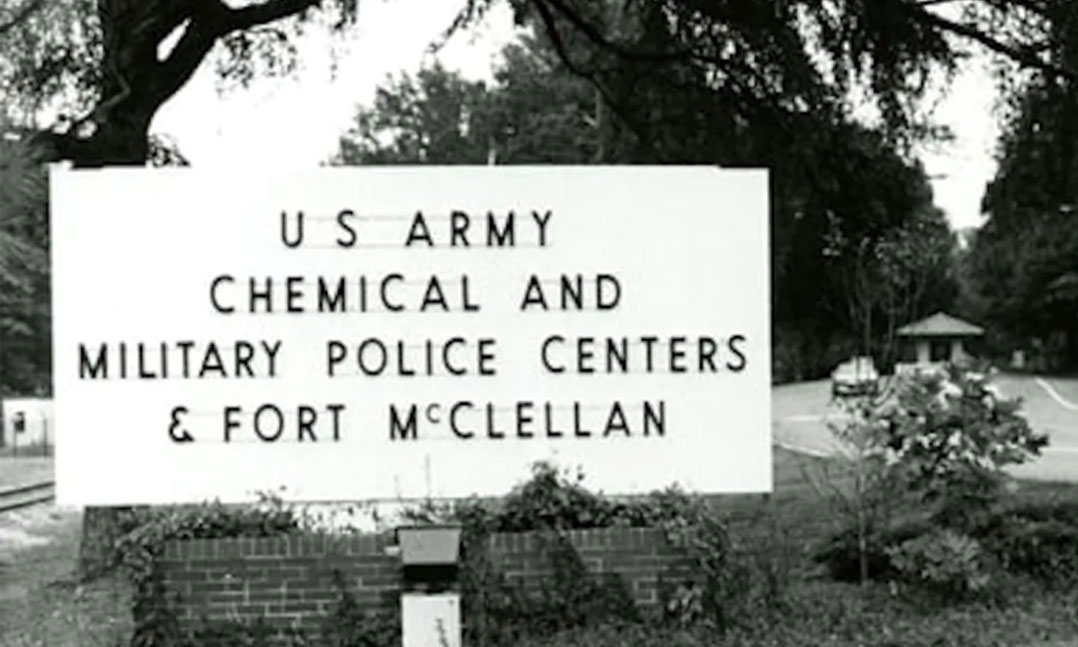 U S ARMY
CHEMICAL AND
MILITARY POLICE CENTERS
& FORT McCLELLAN